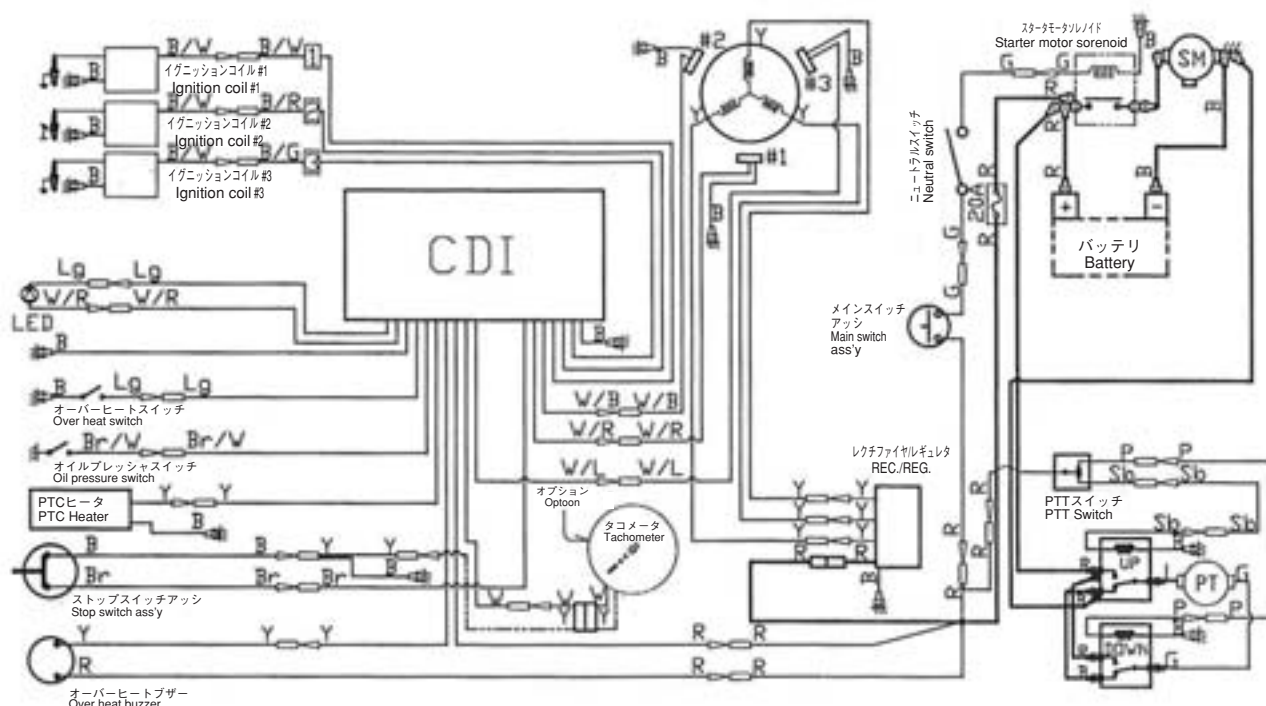 スタータモータソレノイド
Starter motor sorenoid
B/W B/W 1
イグニッションコイル#1
Ignition coil#1
B
B/W B/R 2
イグニッションコイル#2
Ignition coil#2
B
B/W B/G 3
イグニッションコイル#3
Ignition coil#3
B
#2
B
Y
B
#3
Y
Y
#1
B
G G
B
SM
R
R
R
B
B
ニュートラルスイッチ
Neutral switch
R
20A
R
+
-
バッテリ
Battery
G
G
CDI
Lg Lg
W/R W/R
LED
B
B
メインスイッチ
アッシ
Main switch
ass'y
B Lg Lg
オーバーヒートスイッチ
Over heat switch
Br/W Br/W
オイルプレッシャスイッチ
Oil pressure switch
W/B W/B
W/R W/R
W/L W/L
レクチファイヤルギュレタ
REC./REG.
PTCヒータ
PTC Heater
Y Y
B
オプション
Optoon
タコメータ
Tachometer
Y Y
Y Y
Y Y
R R
B
B B Y Y
B
Br Br Br
ストップスイッチアッシ
Stop switch ass'y
W W W
Y Y Y
R
オーバーヒートブザー
Over heat buzzer
R R
R R
R
R
R
R
P P
Sb Sb
PTTスイッチ
PTT Switch
Sb Sb
UP
R
B
L
PT
G
P P
DOWN
R
B
G